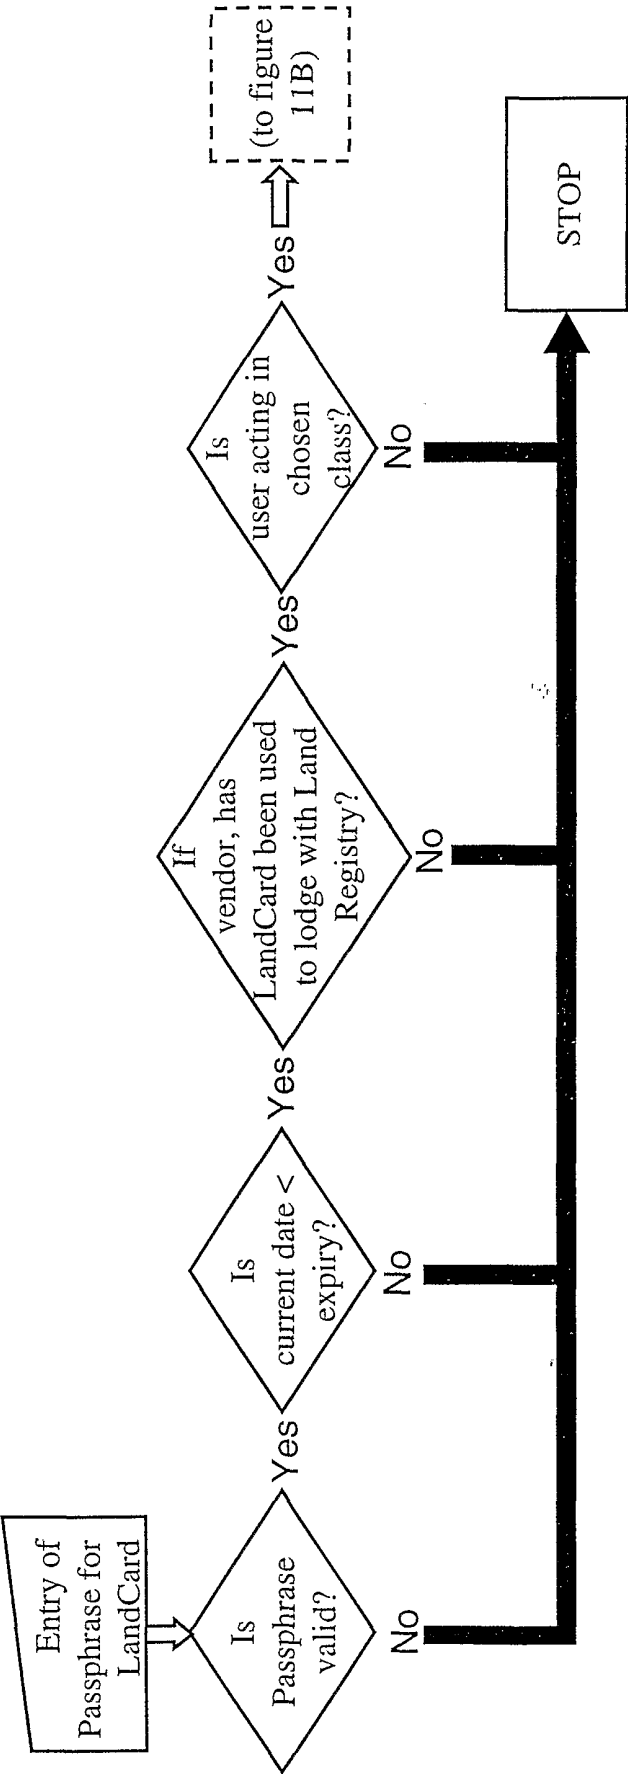 Entry of
Passphrase for
LandCard
Is
Passphrase
valid?
Yes
No
Is
current date <
expiry?
Yes
No
If
vendor, has
LandCard been used
to lodge with Land
Registry?
Yes
No
Is
user acting in
chosen
class?
Yes
No
(to figure
11B)
STOP